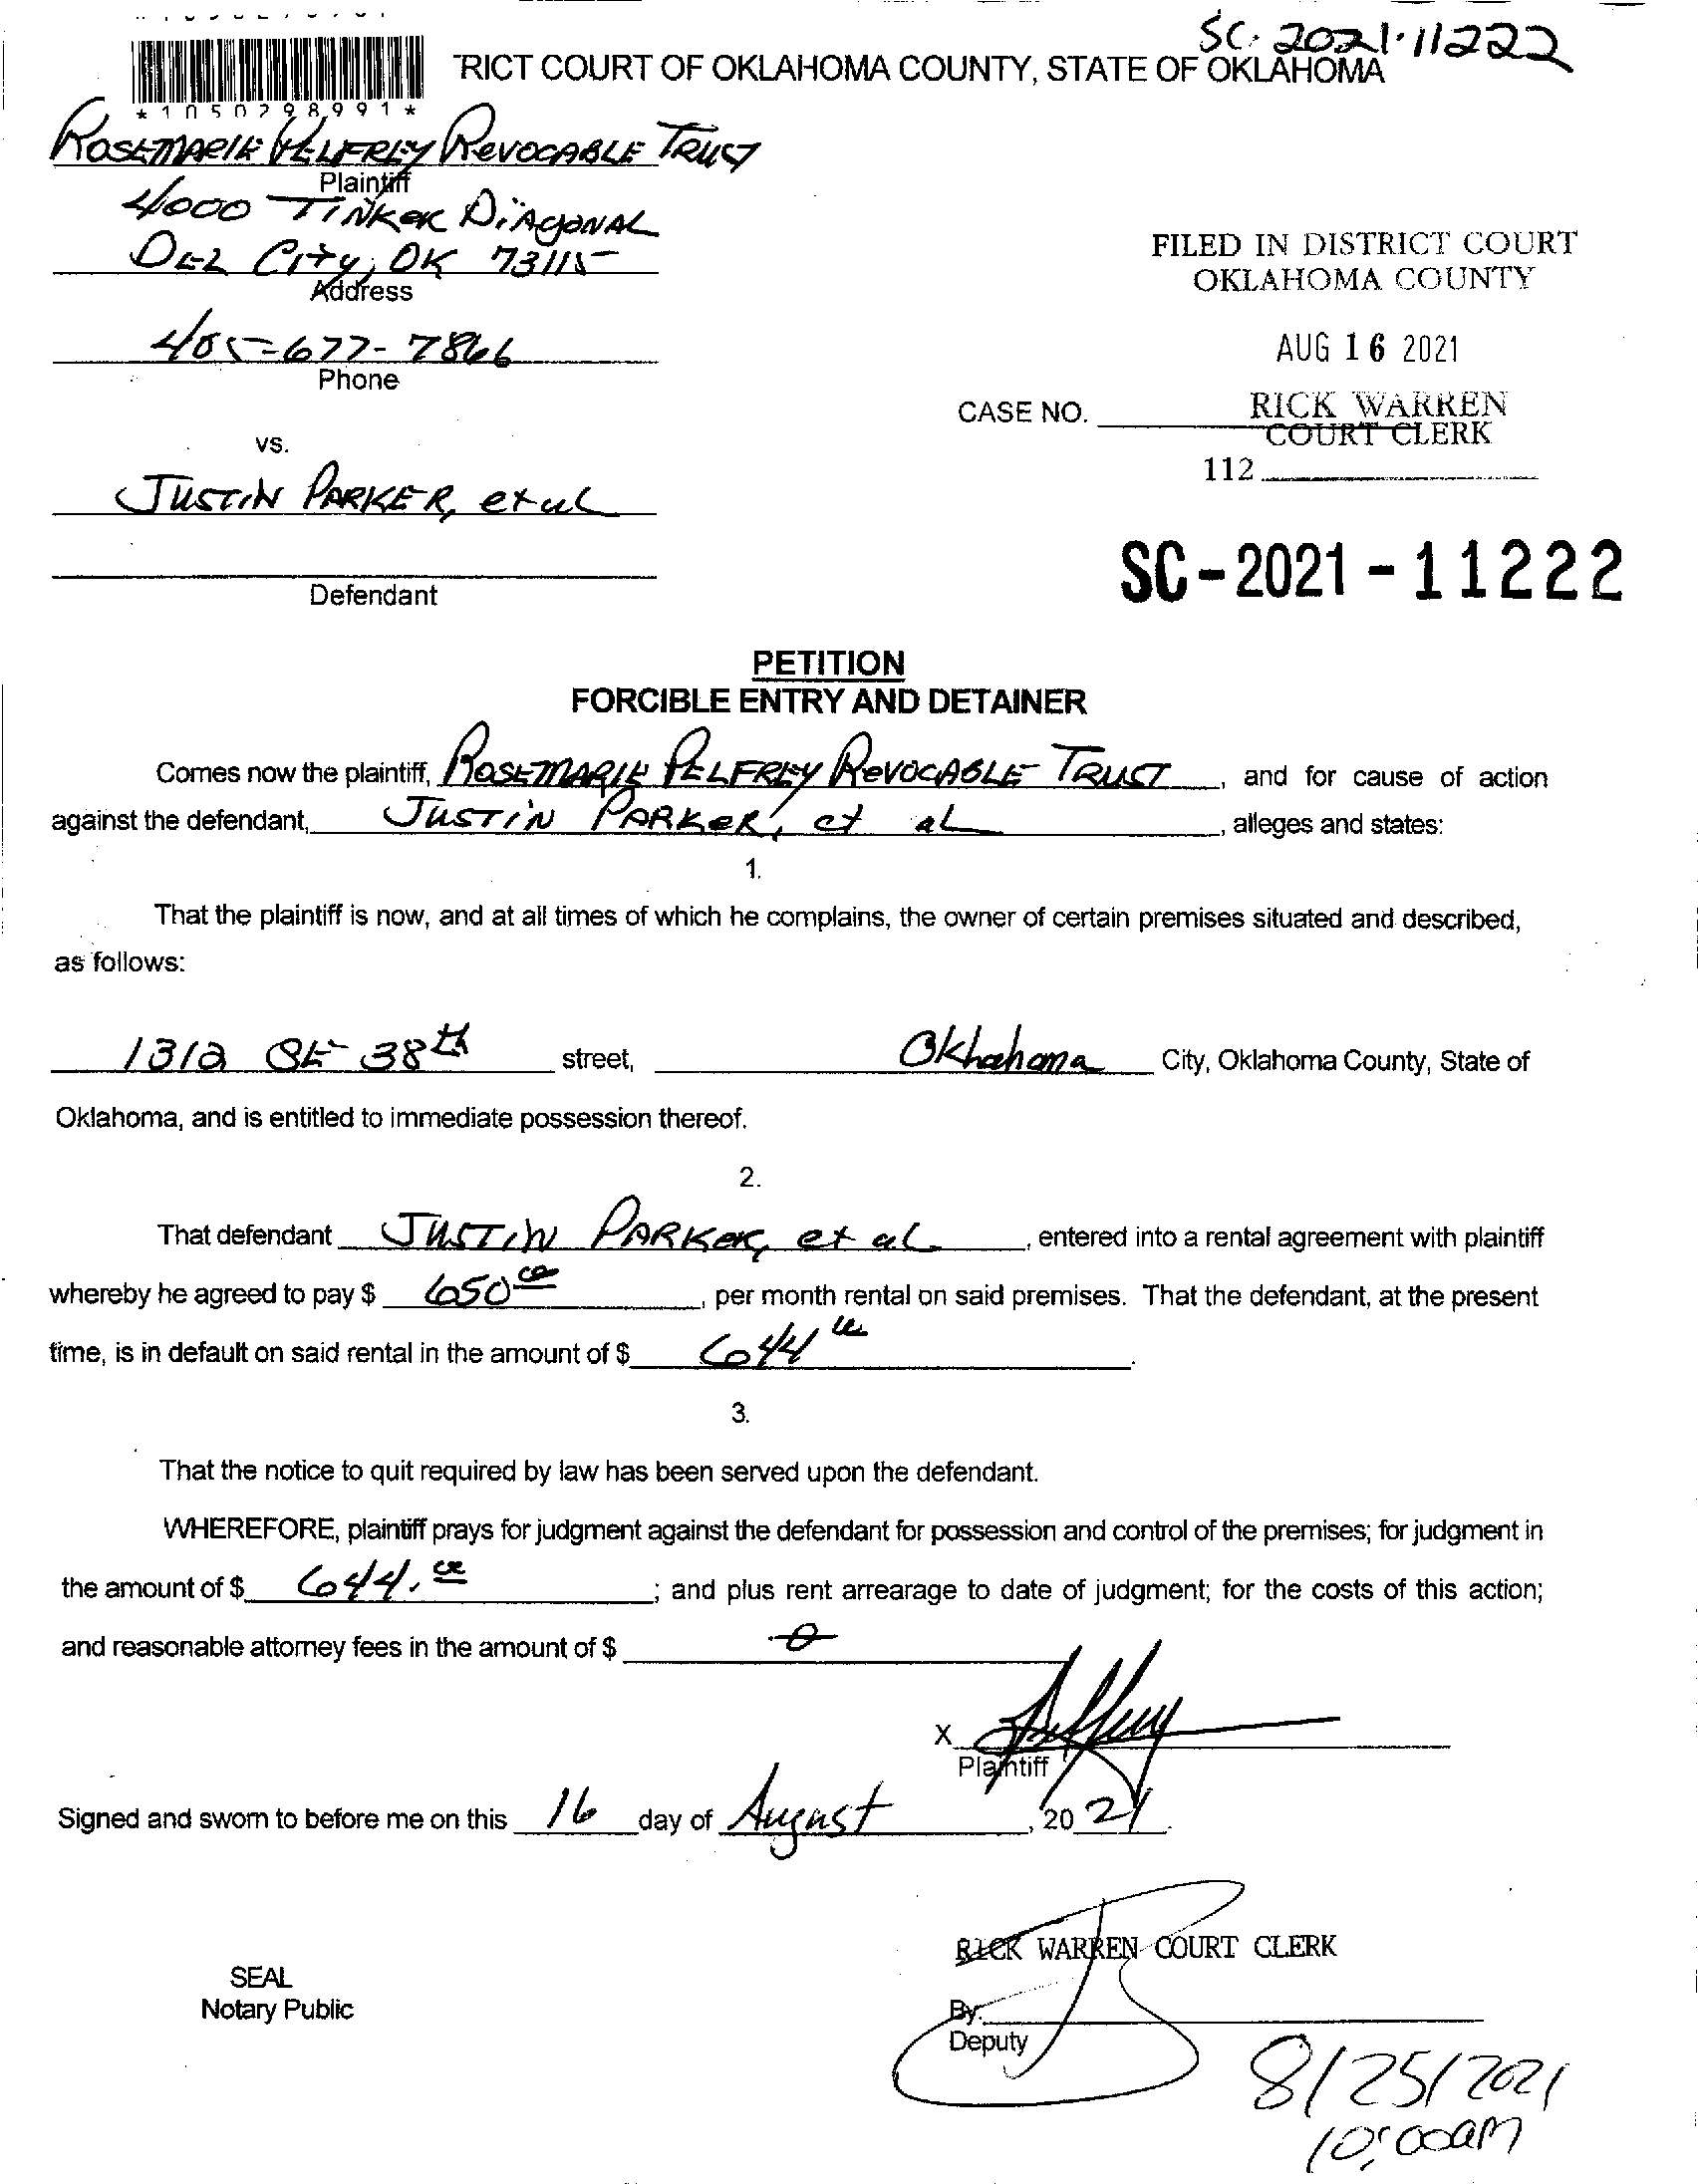 SC-2021-11222
TRICT COURT OF OKLAHOMA COUNTY, STATE OF OKLAHOMA
*1050298991*
ROSEMARIE PELFREY REVOCABLE TRUST
Plaintiff
4000 TINKER DIAGONAL
DEL CITY, OK 73115
Address
405-677-7866
Phone
FILED IN DISTRICT COURT
OKLAHOMA COUNTY
AUG 16 2021
RICK WARREN
COURT CLERK
CASE NO.
112
vs.
JUSTIN PARKER, et al
Defendant
SC-2021-11222
PETITION
FORCIBLE ENTRY AND DETAINER
Comes now the plaintiff, ROSEMARIE PELFREY REVOCABLE TRUST, and for cause of action
against the defendant, JUSTIN PARKER, et al, alleges and states:
1.
That the plaintiff is now, and at all times of which he complains, the owner of certain premises situated and described,
as follows:
1312 SE 38th street, Oklahoma City, Oklahoma County, State of
Oklahoma, and is entitled to immediate possession thereof.
2.
That defendant JUSTIN PARKER, et al, entered into a rental agreement with plaintiff
whereby he agreed to pay $ 650 00, per month rental on said premises. That the defendant, at the present
time, is in default on said rental in the amount of $ 644 00.
3.
That the notice to quit required by law has been served upon the defendant.
WHEREFORE, plaintiff prays for judgment against the defendant for possession and control of the premises; for judgment in
the amount of $ 644.00; and plus rent arrearage to date of judgment; for the costs of this action;
and reasonable attorney fees in the amount of $ 0
X
Plaintiff
Signed and sworn to before me on this 16 day of August, 20 21.
RICK WARREN COURT CLERK
SEAL
Notary Public
By:
Deputy
8/25/2021
10:00am